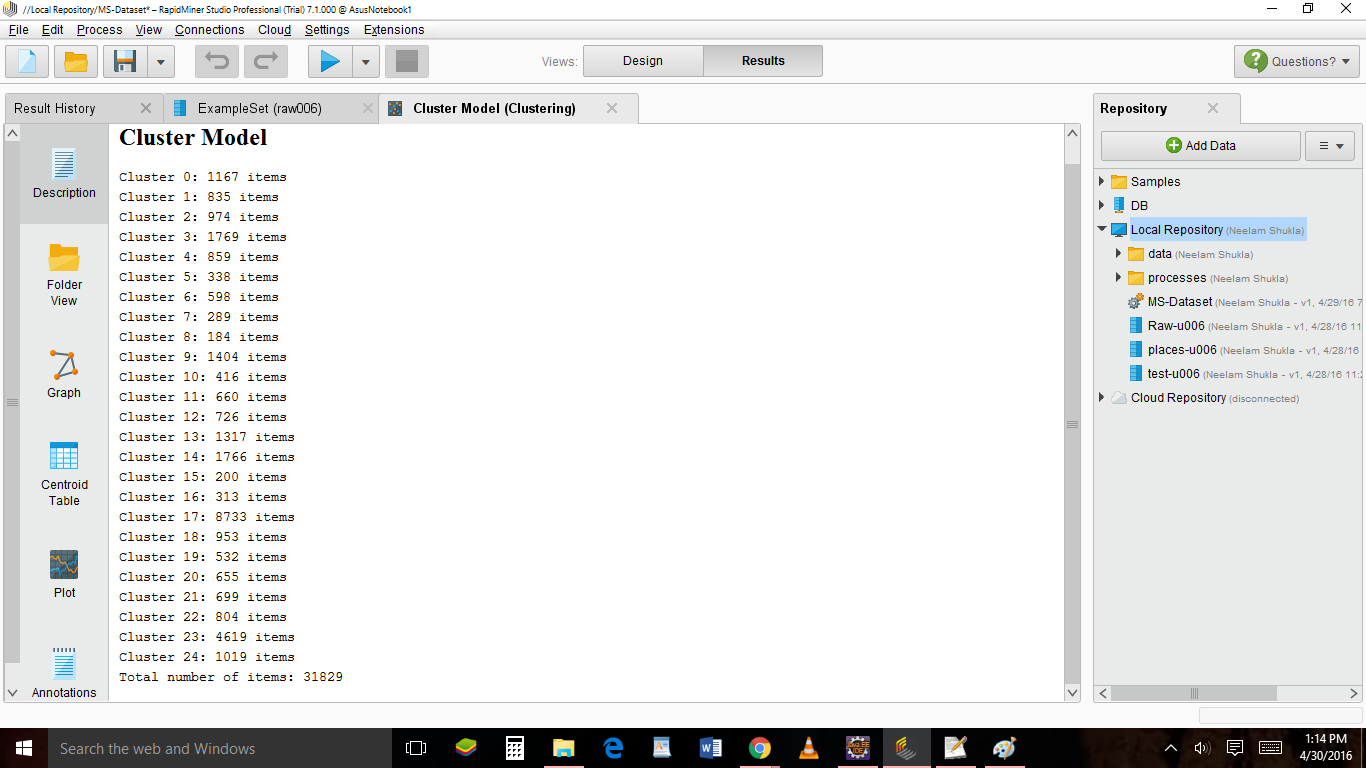 //Local Repository/MS-Dataset* – RapidMiner Studio Professional (Trial) 7.1.000 @ AsusNotebook1
File Edit Process View Connections Cloud Settings Extensions
Views: Design Results Questions?
Result History ExampleSet (raw006) Cluster Model (Clustering)
Description
Folder
View
Graph
Centroid
Table
Plot
Annotations
Cluster Model
Cluster 0: 1167 items
Cluster 1: 835 items
Cluster 2: 974 items
Cluster 3: 1769 items
Cluster 4: 859 items
Cluster 5: 338 items
Cluster 6: 598 items
Cluster 7: 289 items
Cluster 8: 184 items
Cluster 9: 1404 items
Cluster 10: 416 items
Cluster 11: 660 items
Cluster 12: 726 items
Cluster 13: 1317 items
Cluster 14: 1766 items
Cluster 15: 200 items
Cluster 16: 313 items
Cluster 17: 8733 items
Cluster 18: 953 items
Cluster 19: 532 items
Cluster 20: 655 items
Cluster 21: 699 items
Cluster 22: 804 items
Cluster 23: 4619 items
Cluster 24: 1019 items
Total number of items: 31829
Repository
Add Data
Samples
DB
Local Repository (Neelam Shukla)
data (Neelam Shukla)
processes (Neelam Shukla)
MS-Dataset (Neelam Shukla - v1, 4/29/16 7
Raw-u006 (Neelam Shukla - v1, 4/28/16 11
places-u006 (Neelam Shukla - v1, 4/28/16
test-u006 (Neelam Shukla - v1, 4/28/16 11:2
Cloud Repository (disconnected)
Search the web and Windows
1:14 PM
4/30/2016